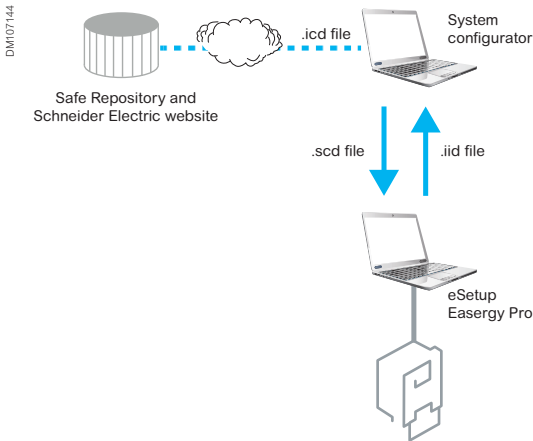 DM107144
.icd file
System
configurator
Safe Repository and
Schneider Electric website
.scd file
.iid file
eSetup
Easergy Pro